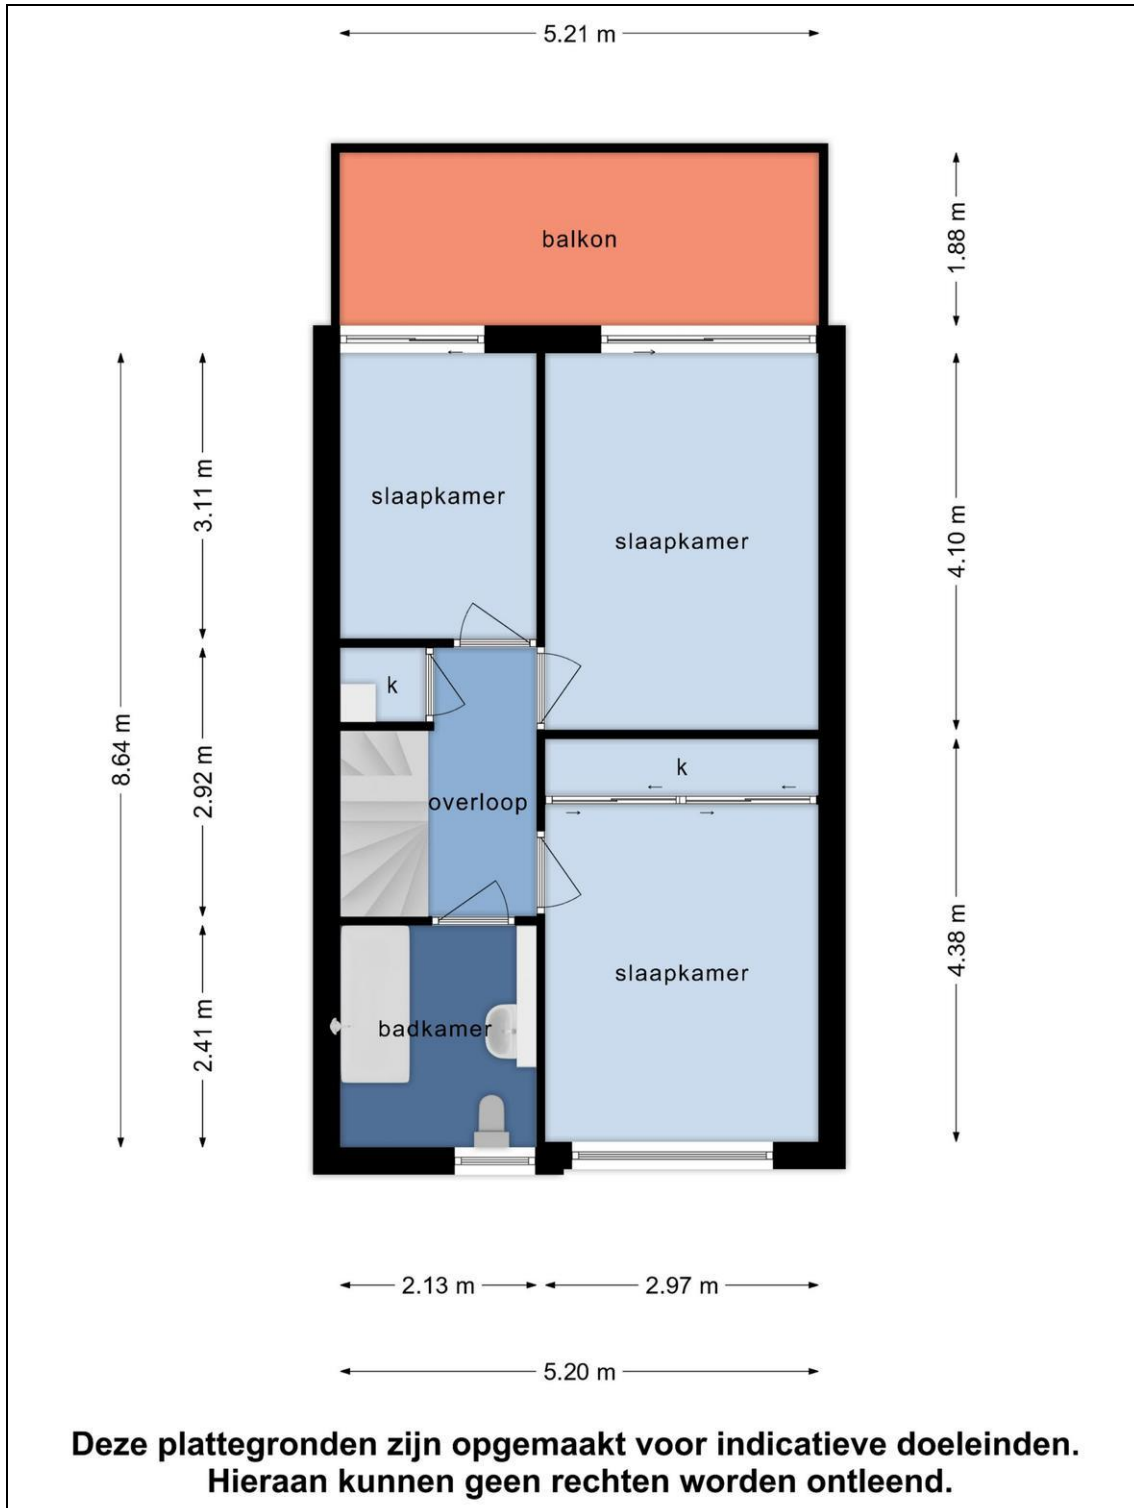 5.21 m
balkon
1.88 m
slaapkamer
3.11 m
slaapkamer
4.10 m
k
8.64 m
2.92 m
k
overloop
4.38 m
slaapkamer
2.41 m
badkamer
2.13 m
2.97 m
5.20 m
Deze plattegronden zijn opgemaakt voor indicatieve doeleinden.
Hieraan kunnen geen rechten worden ontleend.